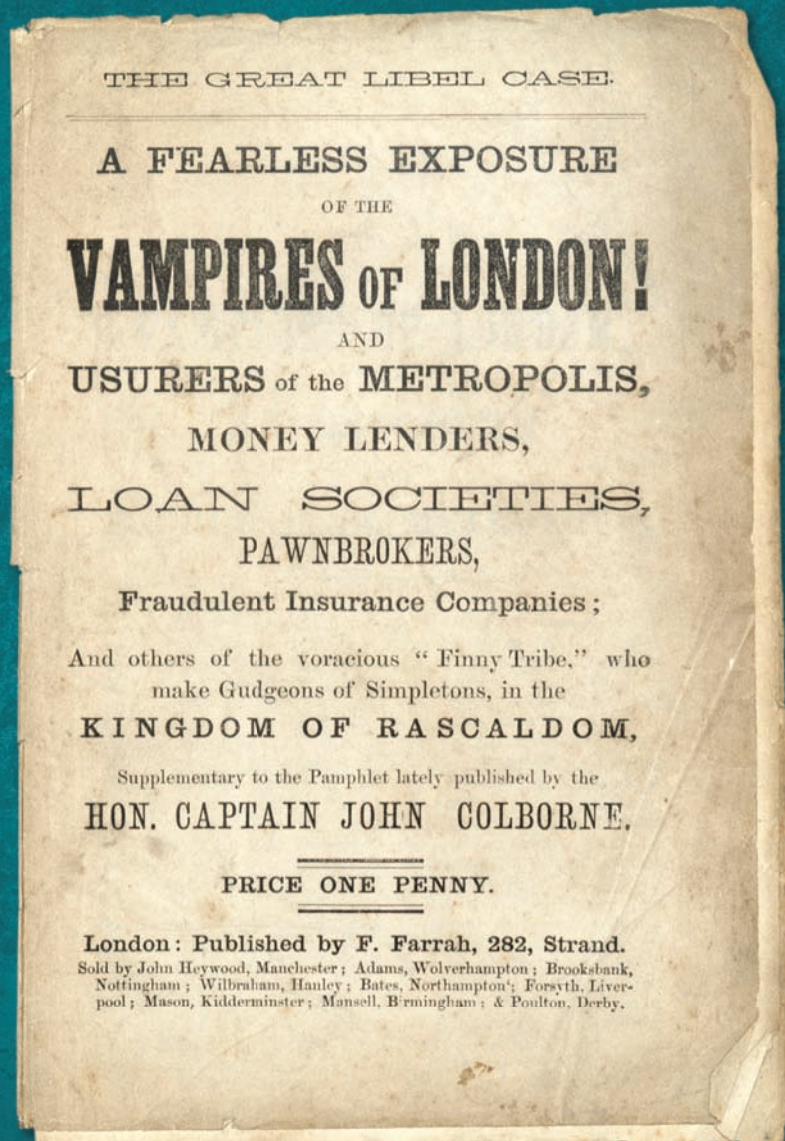 THE GREAT LIBEL CASE.
A FEARLESS EXPOSURE
OF THE
VAMPIRES OF LONDON!
AND
USURERS of the METROPOLIS,
MONEY LENDERS,
LOAN SOCIETIES,
PAWNBROKERS,
Fraudulent Insurance Companies;
And others of the voracious “Finny Tribe,” who
make Gudgeons of Simpletons, in the
KINGDOM OF RASCALDOM,
Supplementary to the Pamphlet lately published by the
HON. CAPTAIN JOHN COLBORNE.
PRICE ONE PENNY.
London: Published by F. Farrah, 282, Strand.
Sold by John Heywood, Manchester; Adams, Wolverhampton; Brooksbank,
Nottingham; Wilbraham, Hanley; Bates, Northampton; Forsyth, Liver-
pool; Mason, Kidderminster; Mansell, Birmingham; & Poulton, Derby.